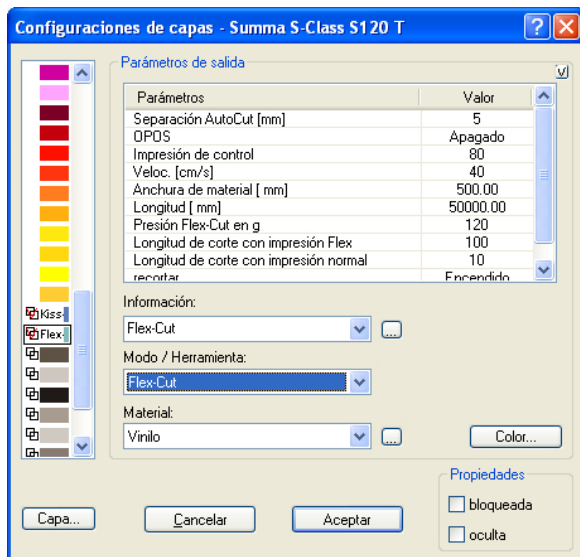 Configuraciones de capas - Summa S-Class S120 T
Parámetros de salida
Parámetros Valor
Separación AutoCut [mm] 5
OPOS Apagado
Impresión de control 80
Veloc. [cm/s] 40
Anchura de material [ mm] 500.00
Longitud [ mm] 50000.00
Presión Flex-Cut en g 120
Longitud de corte con impresión Flex 100
Longitud de corte con impresión normal 10
recortar Encendido
Kiss-
Flex-
Información:
Flex-Cut
...
Modo / Herramienta:
Flex-Cut
Material:
Vinilo
...
Color...
Propiedades
bloqueada
oculta
Capa...
Cancelar
Aceptar